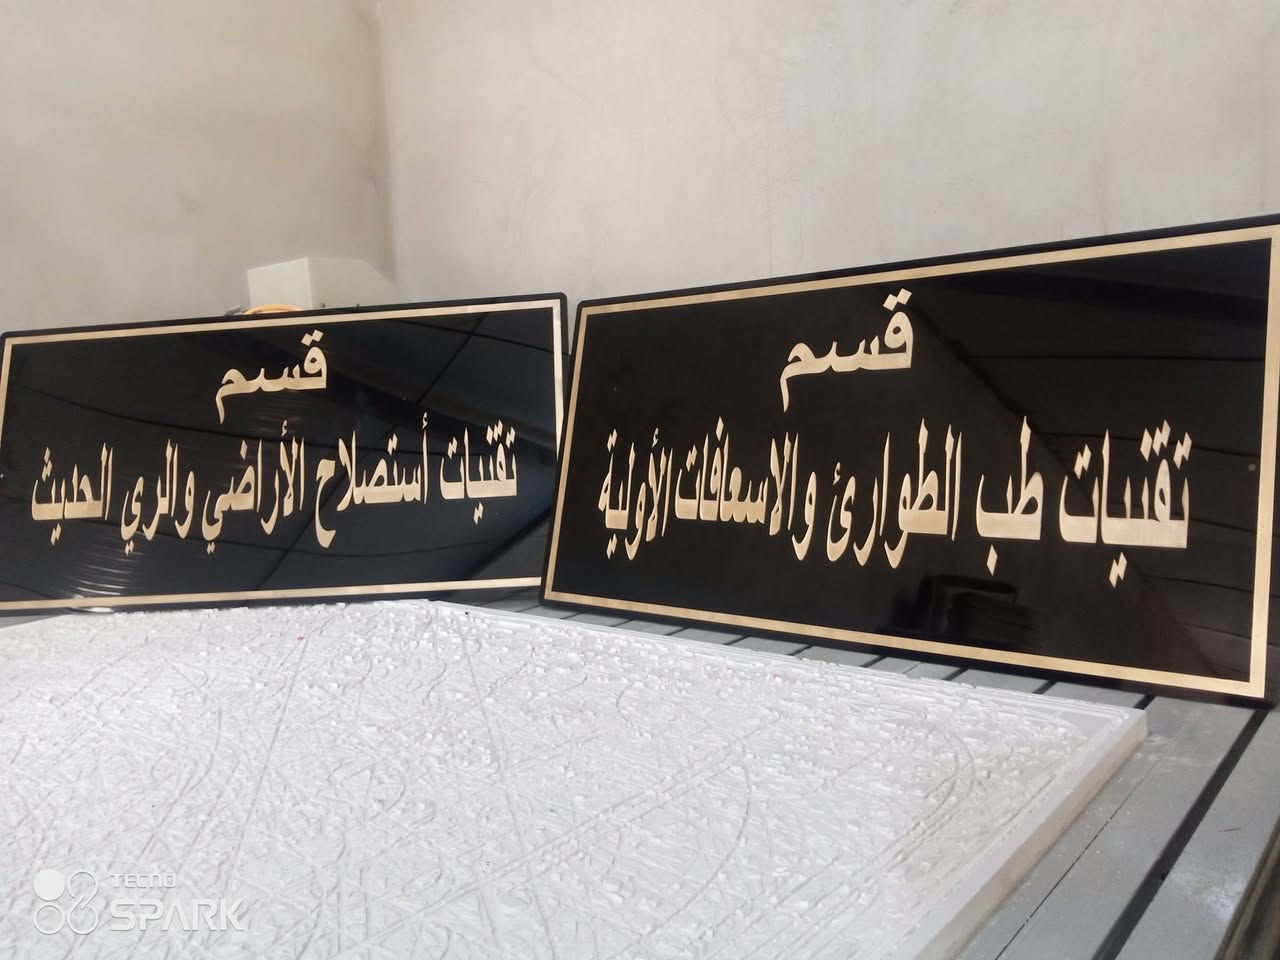 قسم
تقنيات طب الطوارئ والاسعافات الأولية
قسم
تقنيات أستصلاح الأراضي والري الحديث
TECNO
SPARK